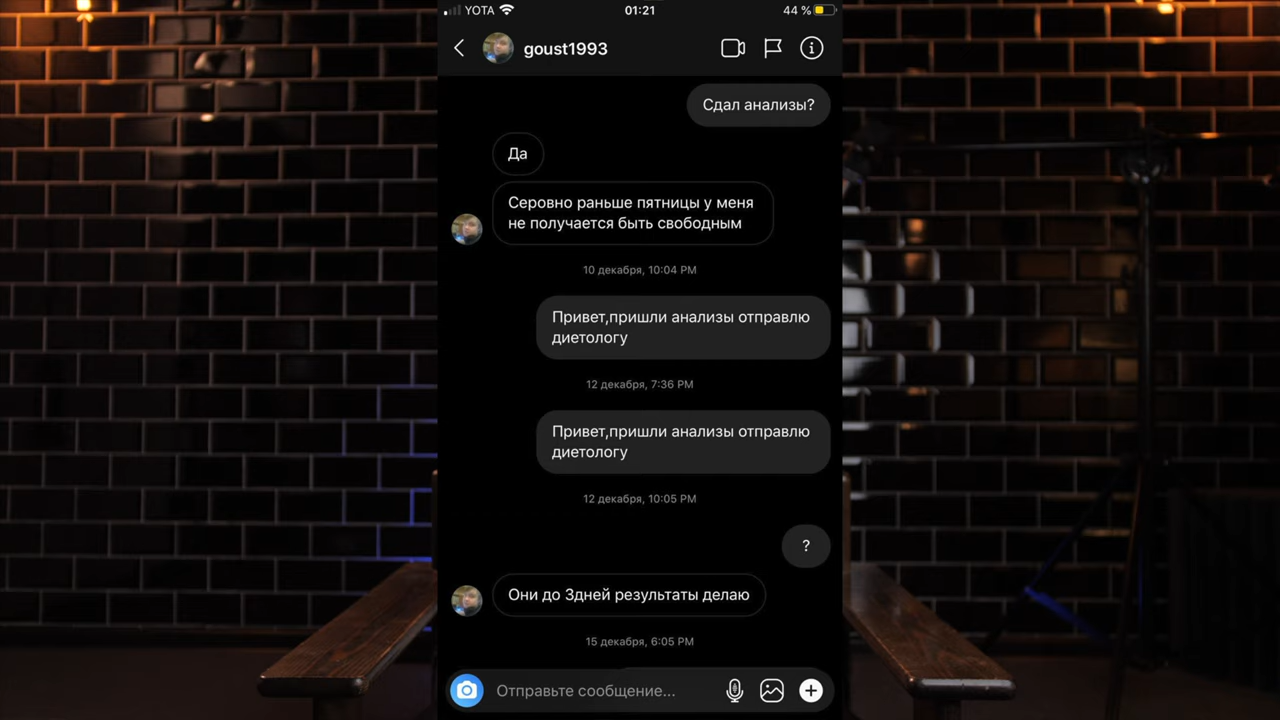 YOTA 01:21 44 %
goust1993
Сдал анализы?
Да
Серовно раньше пятницы у меня
не получается быть свободным
10 декабря, 10:04 PM
Привет,пришли анализы отправлю
диетологу
12 декабря, 7:36 PM
Привет,пришли анализы отправлю
диетологу
12 декабря, 10:05 PM
?
Они до 3дней результаты делаю
15 декабря, 6:05 PM
Отправьте сообщение...